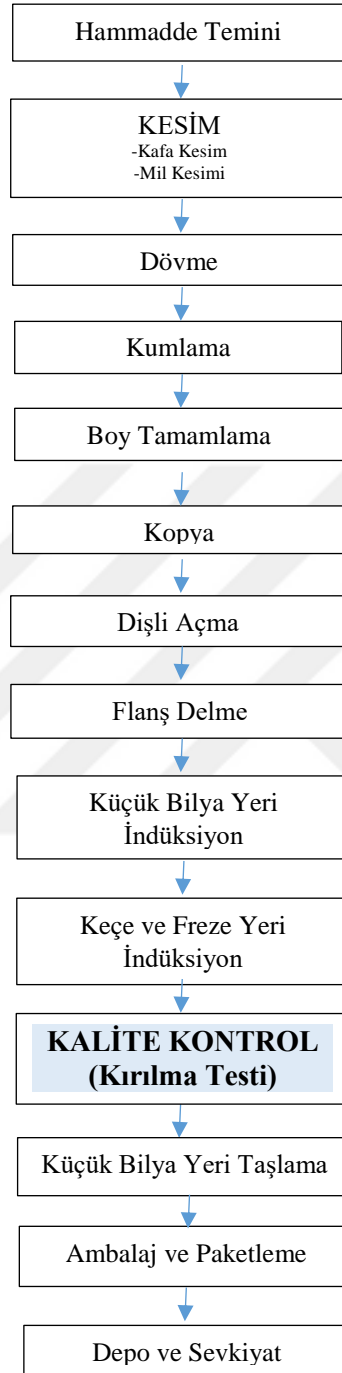 Hammadde Temini
KESİM
-Kafa Kesim
-Mil Kesimi
Dövme
Kumlama
Boy Tamamlama
Kopya
Dişli Açma
Flanş Delme
Küçük Bilya Yeri
İndüksiyon
Keçe ve Freze Yeri
İndüksiyon
KALİTE KONTROL
(Kırılma Testi)
Küçük Bilya Yeri Taşlama
Ambalaj ve Paketleme
Depo ve Sevkiyat